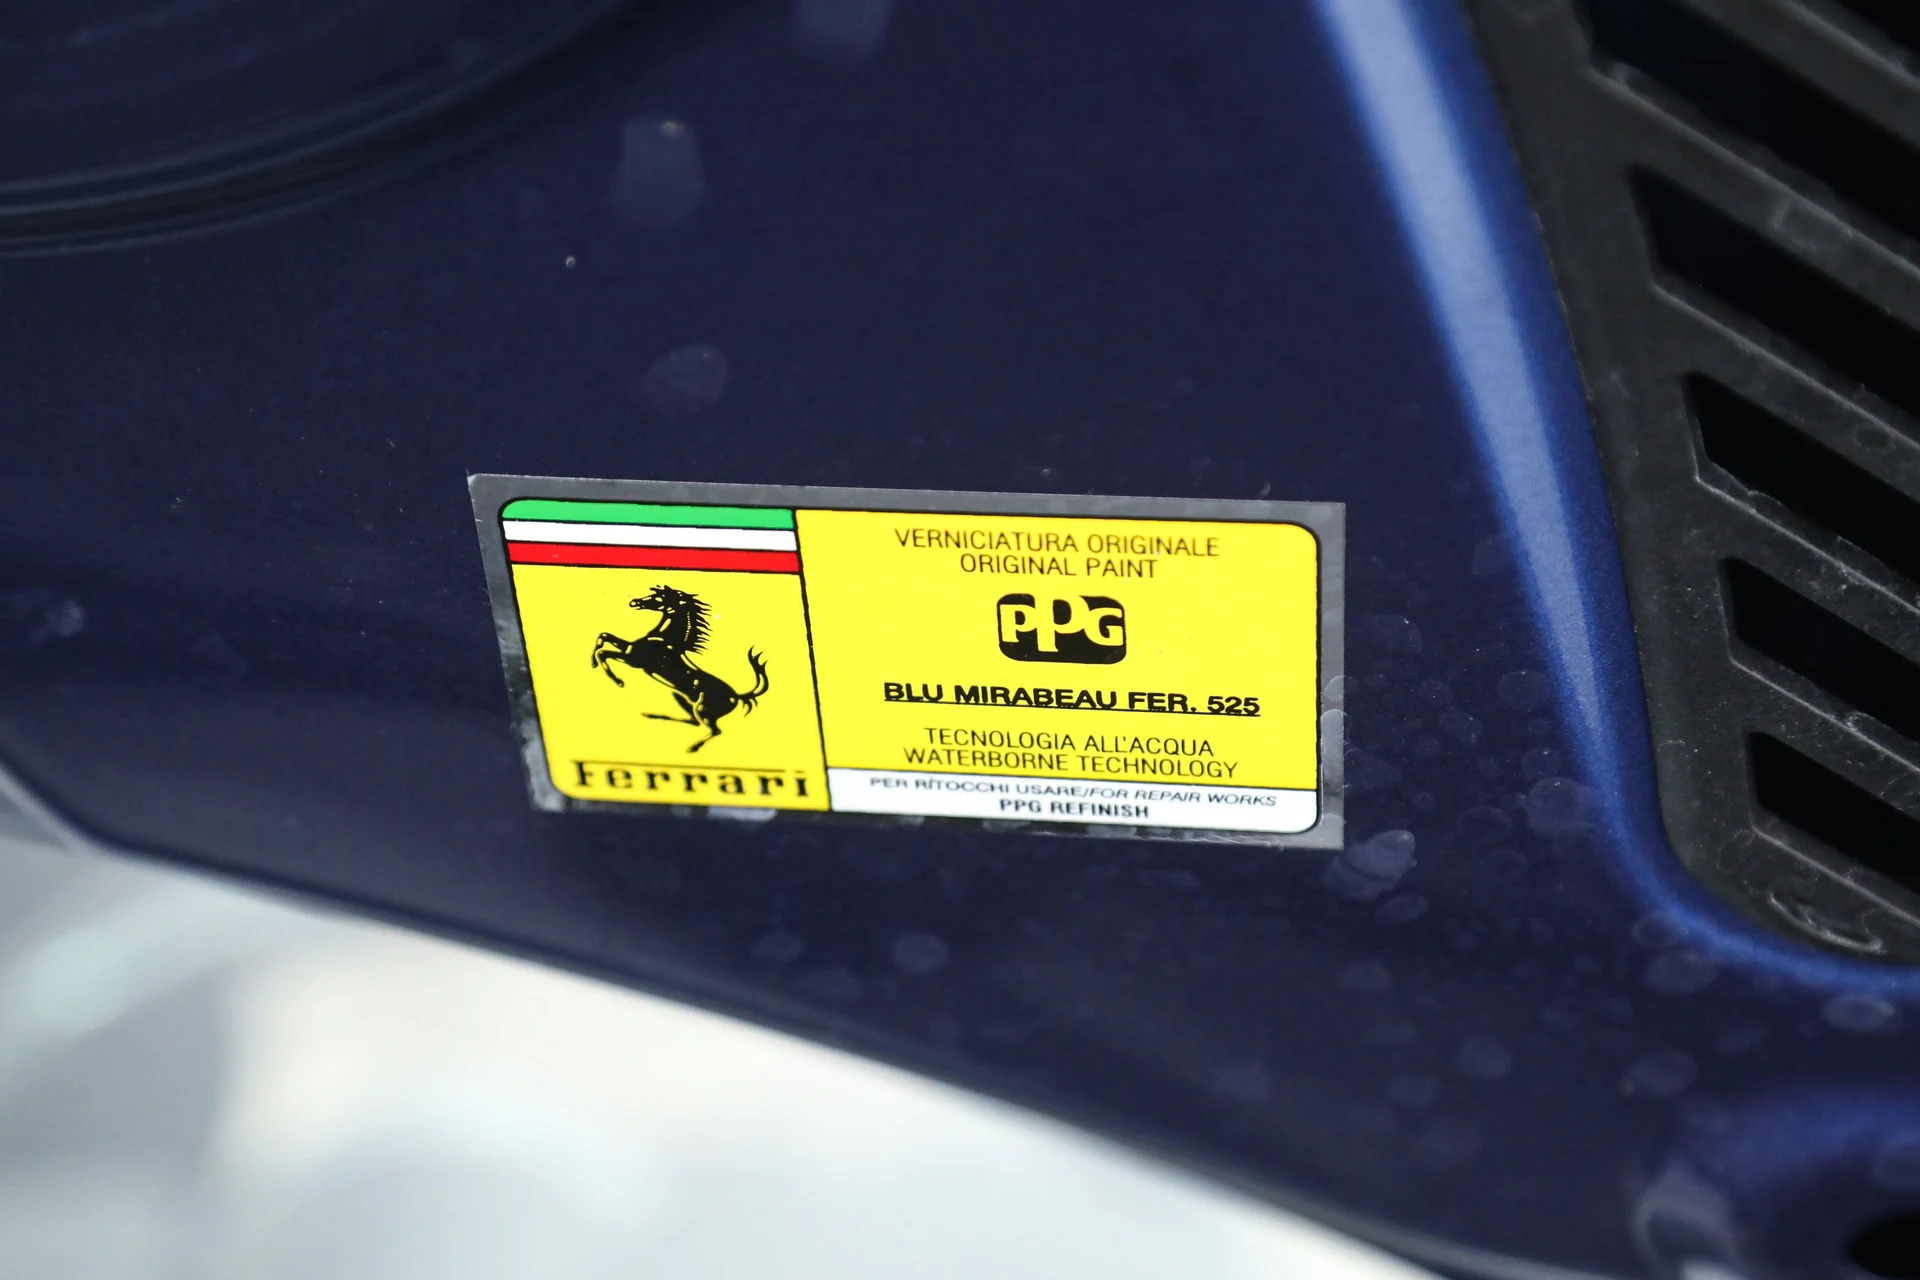 VERNICIATURA ORIGINALE
ORIGINAL PAINT
PPG
BLU MIRABEAU FER. 525
TECNOLOGIA ALL'ACQUA
WATERBORNE TECHNOLOGY
PER RITOCCHI USARE/FOR REPAIR WORKS
PPG REFINISH
Ferrari